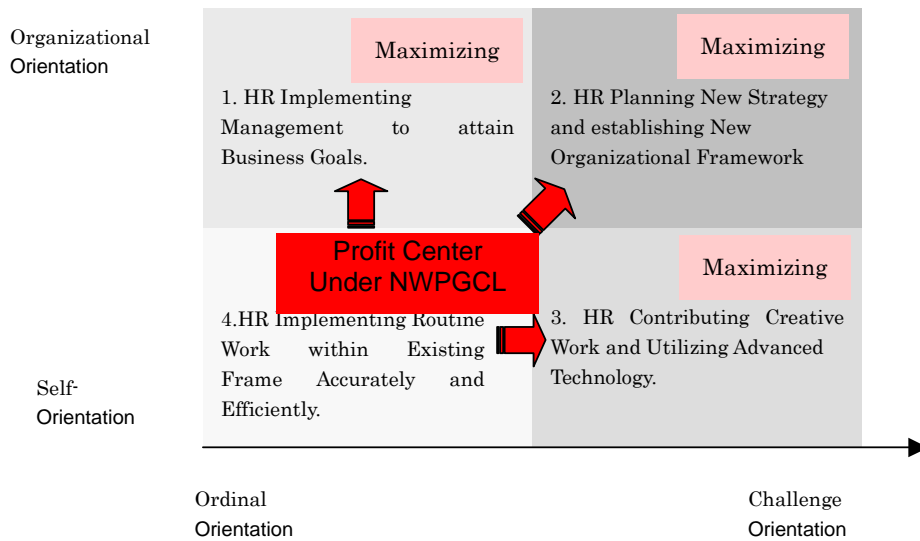 Organizational
Orientation
Maximizing
Maximizing
1. HR Implementing
Management to attain
Business Goals.
2. HR Planning New Strategy
and establishing New
Organizational Framework
Profit Center
Under NWPGCL
Maximizing
4.HR Implementing Routine
Work within Existing
Frame Accurately and
Efficiently.
3. HR Contributing Creative
Work and Utilizing Advanced
Technology.
Self-
Orientation
Ordinal
Orientation
Challenge
Orientation